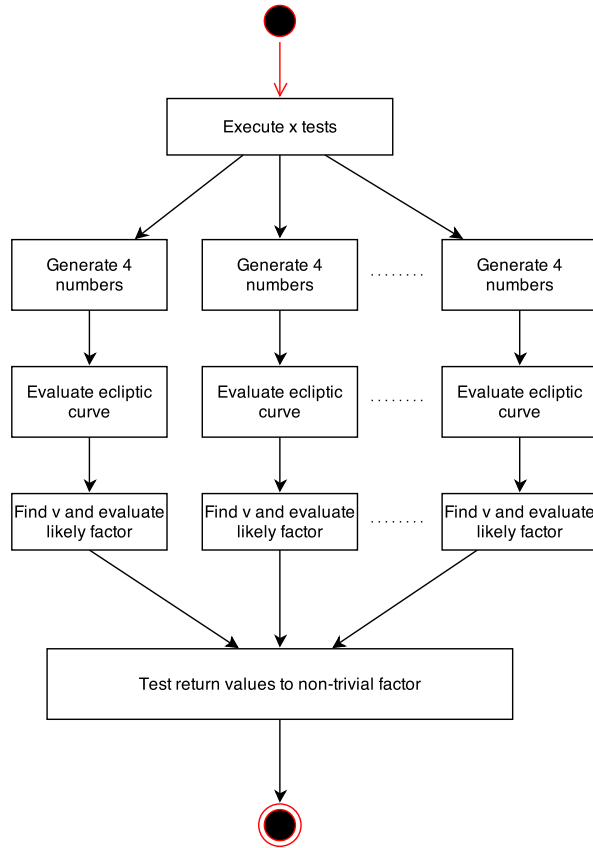 Execute x tests
Generate 4
numbers
Generate 4
numbers
........
Generate 4
numbers
Evaluate ecliptic
curve
Evaluate ecliptic
curve
........
Evaluate ecliptic
curve
Find v and evaluate
likely factor
Find v and evaluate
likely factor
........
Find v and evaluate
likely factor
Test return values to non-trivial factor